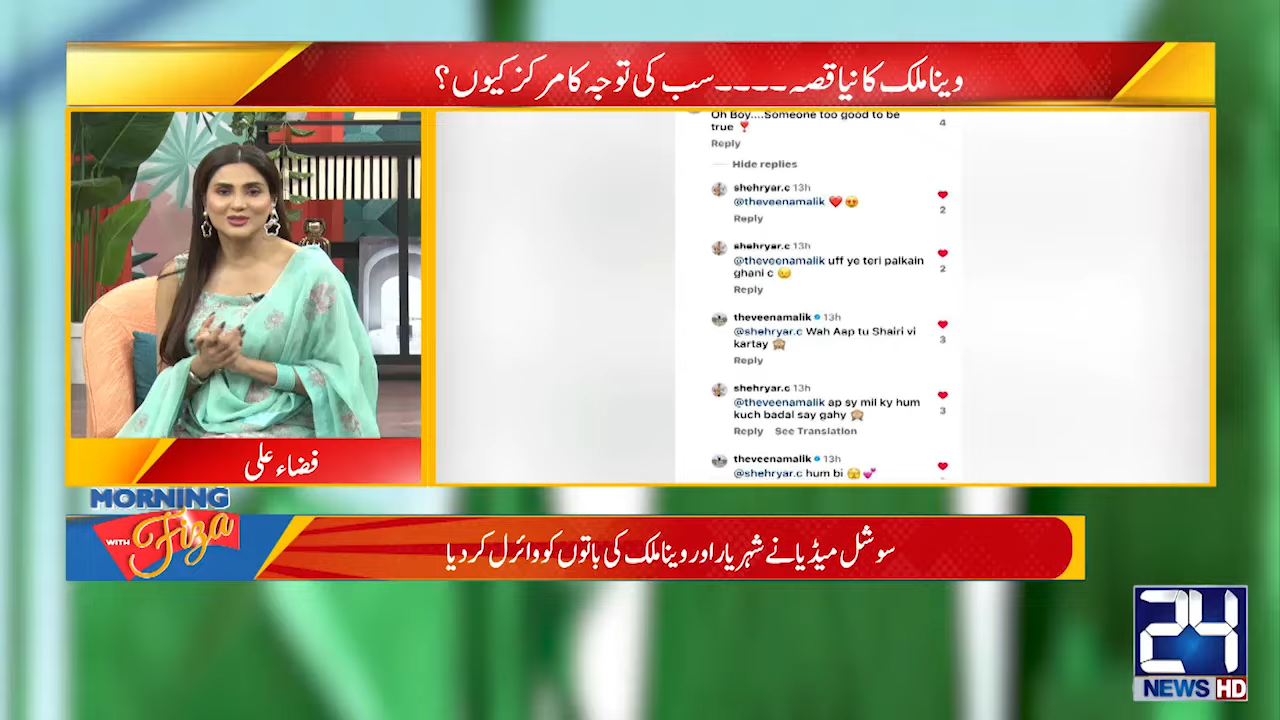 وینا ملک کا نیا قصہ ۔۔۔۔ سب کی توجہ کا مرکز کیوں؟
Oh Boy....Someone too good to be
true ❣️
4
Reply
Hide replies
shehryar.c 13h
@theveenamalik ❤️😍
2
Reply
shehryar.c 13h
@theveenamalik uff ye teri palkain
ghani c 😉
2
Reply
theveenamalik 13h
@shehryar.c Wah Aap tu Shairi vi
kartay 🙈
3
Reply
shehryar.c 13h
@theveenamalik ap sy mil ky hum
kuch badal say gahy 🙈
3
Reply See Translation
theveenamalik 13h
@shehryar.c hum bi 🫣💕
فضاء علی
MORNING
WITH Fiza
سوشل میڈیا نے شہریار اور وینا ملک کی باتوں کو وائرل کر دیا
24
NEWS HD